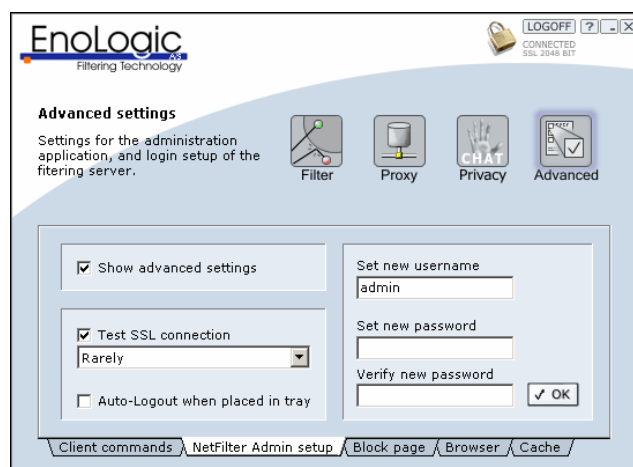 EnoLogic
A/S
Filtering Technology
LOGOFF ? _ X
CONNECTED
SSL 2048 BIT
Advanced settings
Settings for the administration
application, and login setup of the
fitering server.
CHAT
Filter
Proxy
Privacy
Advanced
Show advanced settings
Test SSL connection
Rarely
Auto-Logout when placed in tray
Set new username
admin
Set new password
Verify new password
OK
Client commands
NetFilter Admin setup
Block page
Browser
Cache